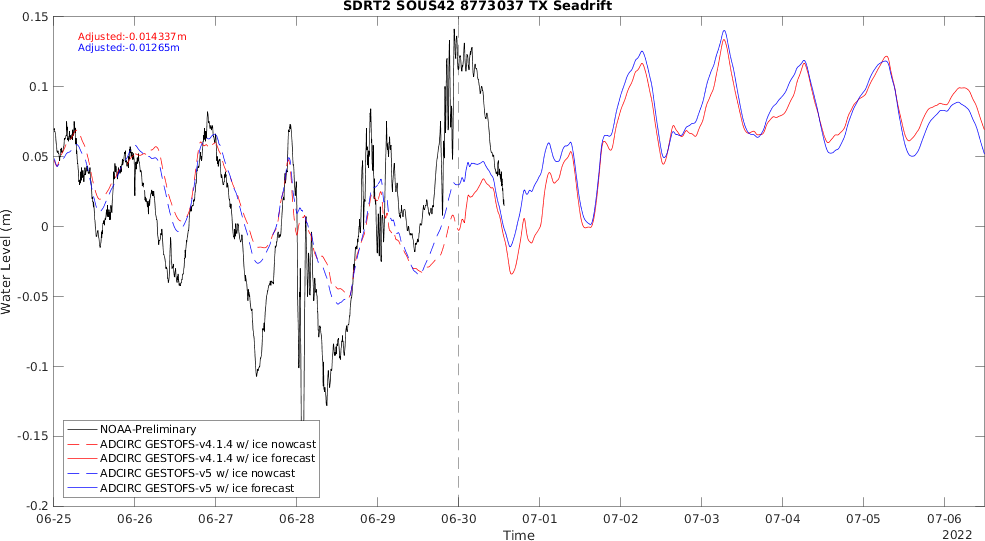 SDRT2 SOUS42 8773037 TX Seadrift
Adjusted:-0.014337m
Adjusted:-0.01265m
0.15
0.1
0.05
0
-0.05
-0.1
-0.15
-0.2
Water Level (m)
NOAA-Preliminary
ADCIRC GESTOFS-v4.1.4 w/ ice nowcast
ADCIRC GESTOFS-v4.1.4 w/ ice forecast
ADCIRC GESTOFS-v5 w/ ice nowcast
ADCIRC GESTOFS-v5 w/ ice forecast
06-25 06-26 06-27 06-28 06-29 06-30 07-01 07-02 07-03 07-04 07-05 07-06
Time
2022